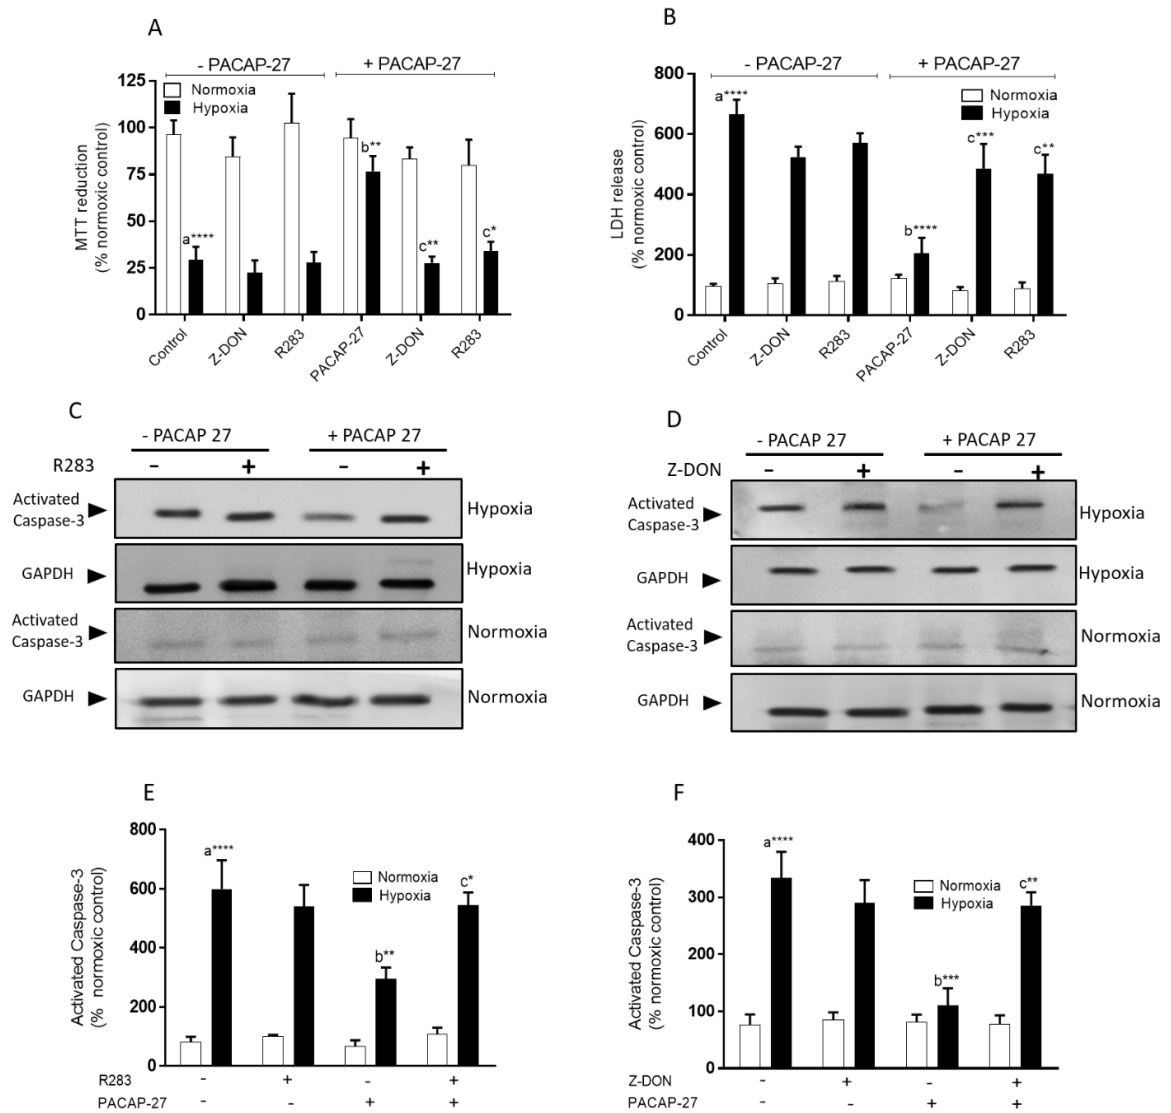 A
- PACAP-27
+ PACAP-27
Normoxia
Hypoxia
125
100
75
50
25
0
MTT reduction
(% normoxic control)
a****
b**
c**
c*
Control
Z-DON
R283
PACAP-27
Z-DON
R283
B
- PACAP-27
+ PACAP-27
Normoxia
Hypoxia
800
600
400
200
0
LDH release
(% normoxic control)
a****
b****
c***
c**
Control
Z-DON
R283
PACAP-27
Z-DON
R283
C
- PACAP 27
+ PACAP 27
R283
- + - +
Activated
Caspase-3
Hypoxia
GAPDH
Hypoxia
Activated
Caspase-3
Normoxia
GAPDH
Normoxia
D
- PACAP 27
+ PACAP 27
Z-DON
- + - +
Activated
Caspase-3
Hypoxia
GAPDH
Hypoxia
Activated
Caspase-3
Normoxia
GAPDH
Normoxia
E
800
600
400
200
0
Activated Caspase-3
(% normoxic control)
Normoxia
Hypoxia
a****
b**
c*
R283 - + - +
PACAP-27 - - + +
F
400
300
200
100
0
Activated Caspase-3
(% normoxic control)
Normoxia
Hypoxia
a****
b***
c**
Z-DON - + - +
PACAP-27 - - + +